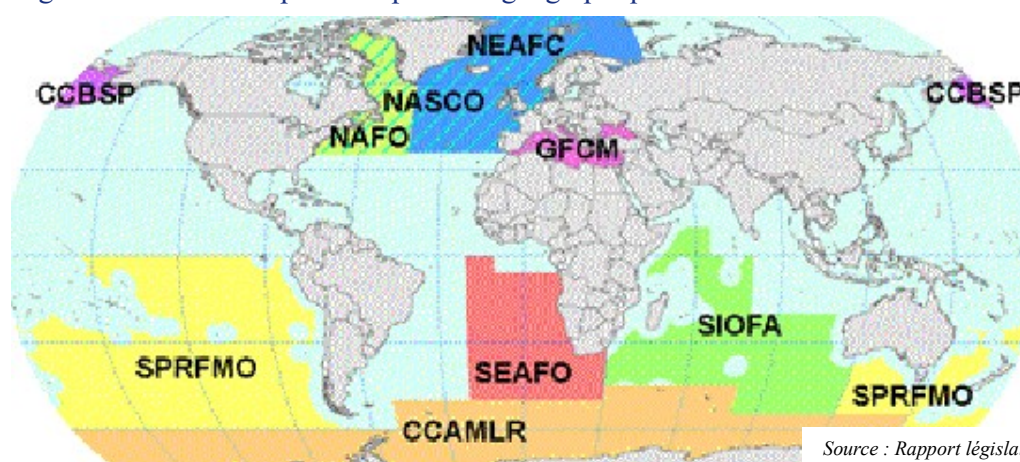 NEAFC
CCBSP
CCBSP
NASCO
NAFO
GFCM
SIOFA
SPRFMO
SEAFO
SPRFMO
CCAMLR
Source : Rapport législa